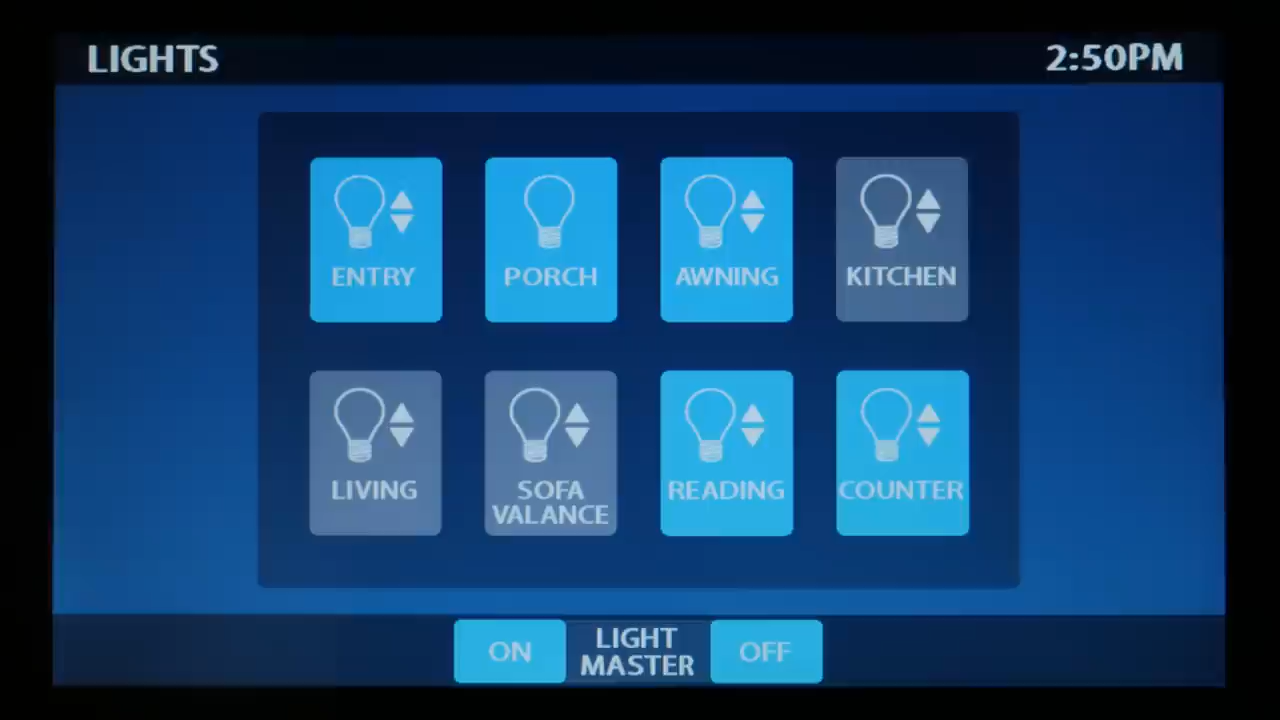 LIGHTS
2:50PM
ENTRY
PORCH
AWNING
KITCHEN
LIVING
SOFA
VALANCE
READING
COUNTER
ON
LIGHT
MASTER
OFF